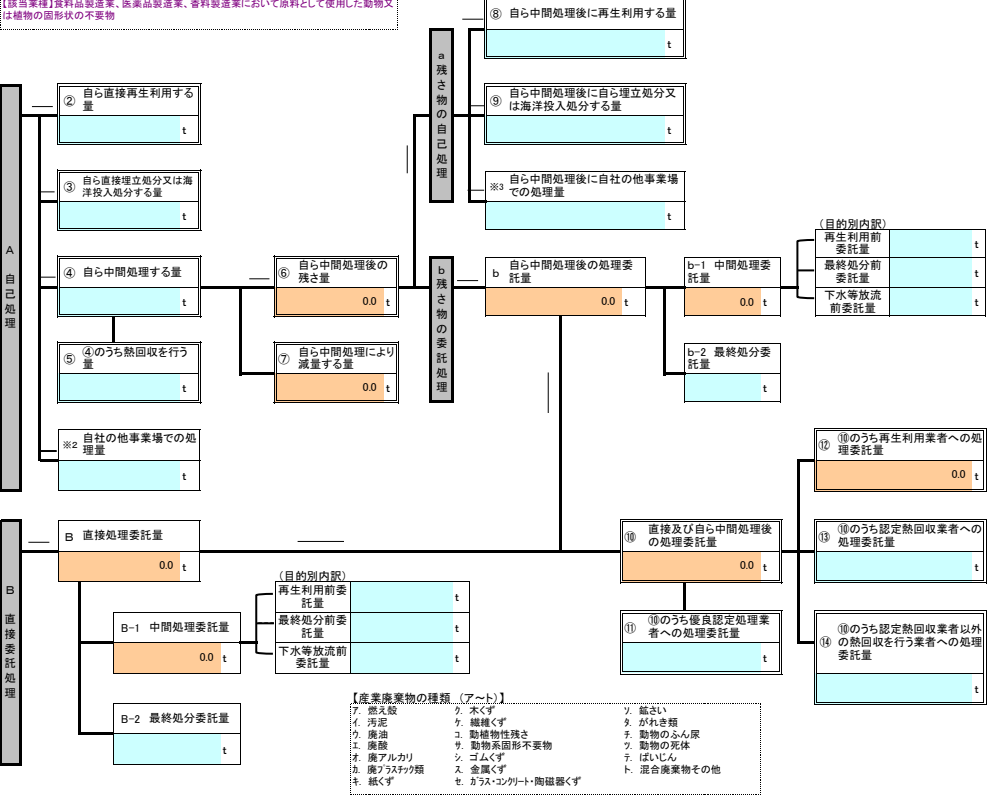 【該当業種】食料品製造業、医薬品製造業、香料製造業において原料として使用した動物又
は植物の固形状の不要物
⑧ 自ら中間処理後に再生利用する量
t
a 残さ物の自己処理
② 自ら直接再生利用する
量
t
⑨ 自ら中間処理後に自ら埋立処分又
は海洋投入処分する量
t
③ 自ら直接埋立処分又は海
洋投入処分する量
t
※3 自ら中間処理後に自社の他事業場
での処理量
t
A 自己処理
④ 自ら中間処理する量
t
⑥ 自ら中間処理後の
残さ量
0.0 t
b 残さ物の委託処理
b 自ら中間処理後の処理委
託量
0.0 t
b-1 中間処理委
託量
0.0 t
(目的別内訳)
再生利用前
委託量
t
最終処分前
委託量
t
下水等放流
前委託量
t
⑤ ④のうち熱回収を行う
量
t
⑦ 自ら中間処理により
減量する量
0.0 t
b-2 最終処分委
託量
t
※2 自社の他事業場での処
理量
t
⑫ ⑩のうち再生利用業者への処
理委託量
0.0 t
B 直接委託処理
B 直接処理委託量
0.0 t
⑩ 直接及び自ら中間処理後
の処理委託量
0.0 t
⑬ ⑩のうち認定熱回収業者への
処理委託量
t
(目的別内訳)
再生利用前委
託量
t
最終処分前委
託量
t
下水等放流前
委託量
t
B-1 中間処理委託量
0.0 t
⑪ ⑩のうち優良認定処理業
者への処理委託量
t
⑭ ⑩のうち認定熱回収業者以外
の熱回収を行う業者への処理
委託量
t
B-2 最終処分委託量
t
【産業廃棄物の種類 (ア～ト)】
ア. 燃え殻
イ. 汚泥
ウ. 廃油
エ. 廃酸
オ. 廃アルカリ
カ. 廃プラスチック類
キ. 紙くず
ク. 木くず
ケ. 繊維くず
コ. 動植物性残さ
サ. 動物系固形不要物
シ. ゴムくず
ス. 金属くず
セ. ガラス・コンクリート・陶磁器くず
ソ. 鉱さい
タ. がれき類
チ. 動物のふん尿
ツ. 動物の死体
テ. ばいじん
ト. 混合廃棄物その他